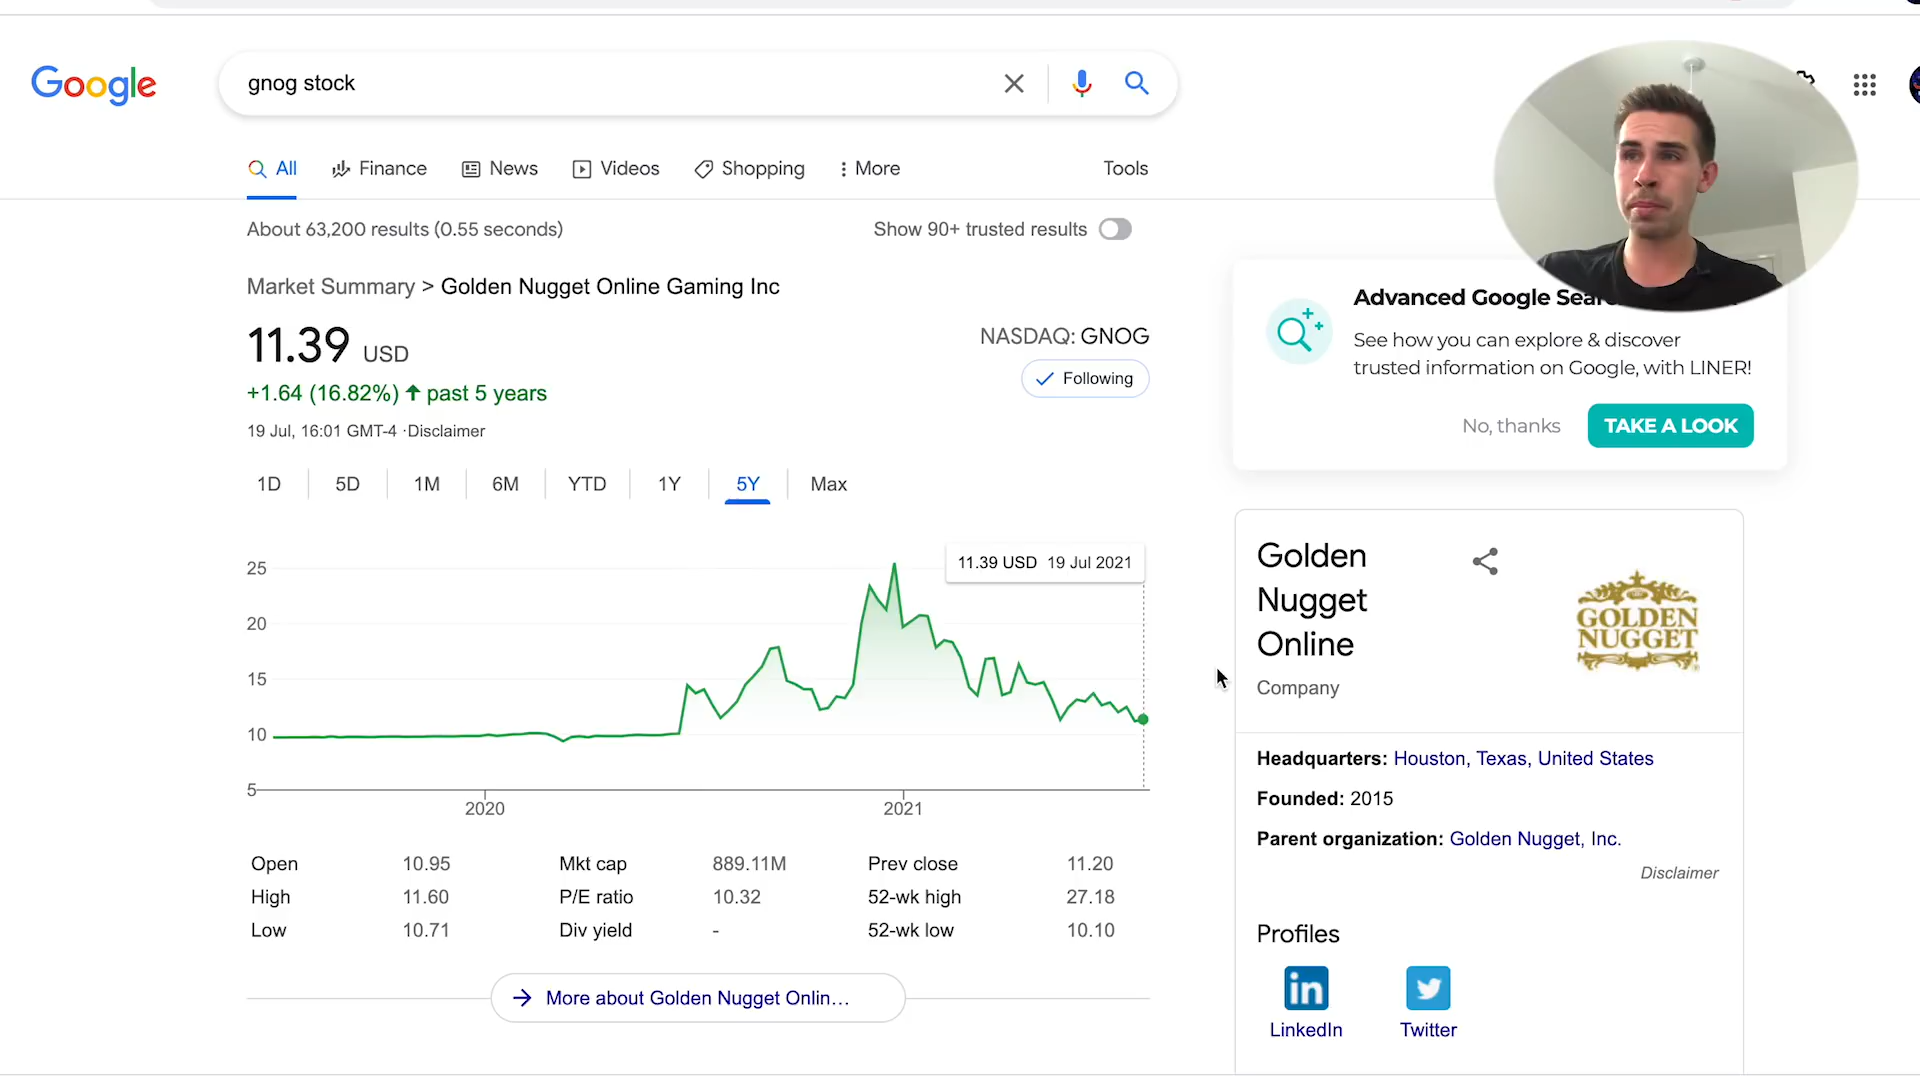 Google
gnog stock
All
Finance
News
Videos
Shopping
More
Tools
About 63,200 results (0.55 seconds)
Show 90+ trusted results
Market Summary > Golden Nugget Online Gaming Inc
11.39 USD
NASDAQ: GNOG
+1.64 (16.82%) past 5 years
Following
19 Jul, 16:01 GMT-4 ·Disclaimer
1D
5D
1M
6M
YTD
1Y
5Y
Max
11.39 USD 19 Jul 2021
25
20
15
10
5
2020
2021
Open 10.95
Mkt cap 889.11M
Prev close 11.20
High 11.60
P/E ratio 10.32
52-wk high 27.18
Low 10.71
Div yield -
52-wk low 10.10
More about Golden Nugget Onlin…
Advanced Google
See how you can explore & discover
trusted information on Google, with LINER!
No, thanks
TAKE A LOOK
Golden
Nugget
Online
GOLDEN
NUGGET
Company
Headquarters: Houston, Texas, United States
Founded: 2015
Parent organization: Golden Nugget, Inc.
Disclaimer
Profiles
in
LinkedIn
Twitter